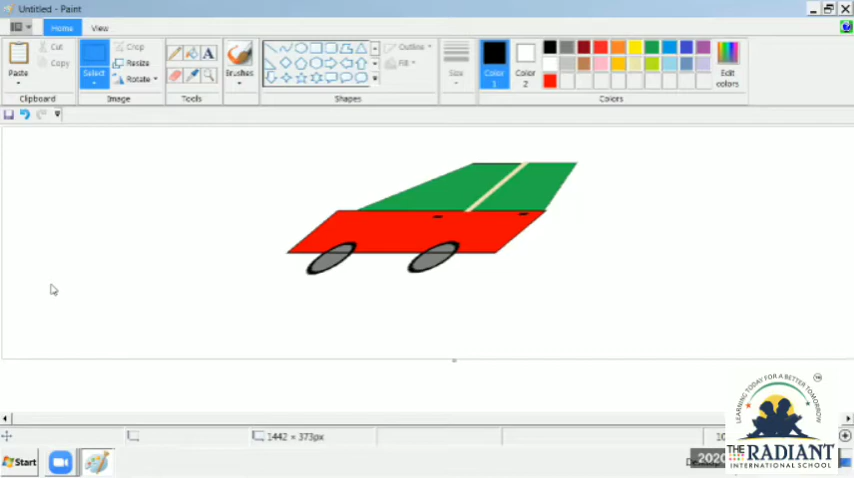 Untitled - Paint
Home View
Paste
Cut
Copy
Clipboard
Select
Crop
Resize
Rotate
Image
A
Tools
Brushes
Outline
Fill
Shapes
Size
Color 1
Color 2
Edit colors
Colors
1442 × 373px
10
Start
2020
LEARNING TODAY FOR A BETTER TOMORROW
THE RADIANT
INTERNATIONAL SCHOOL